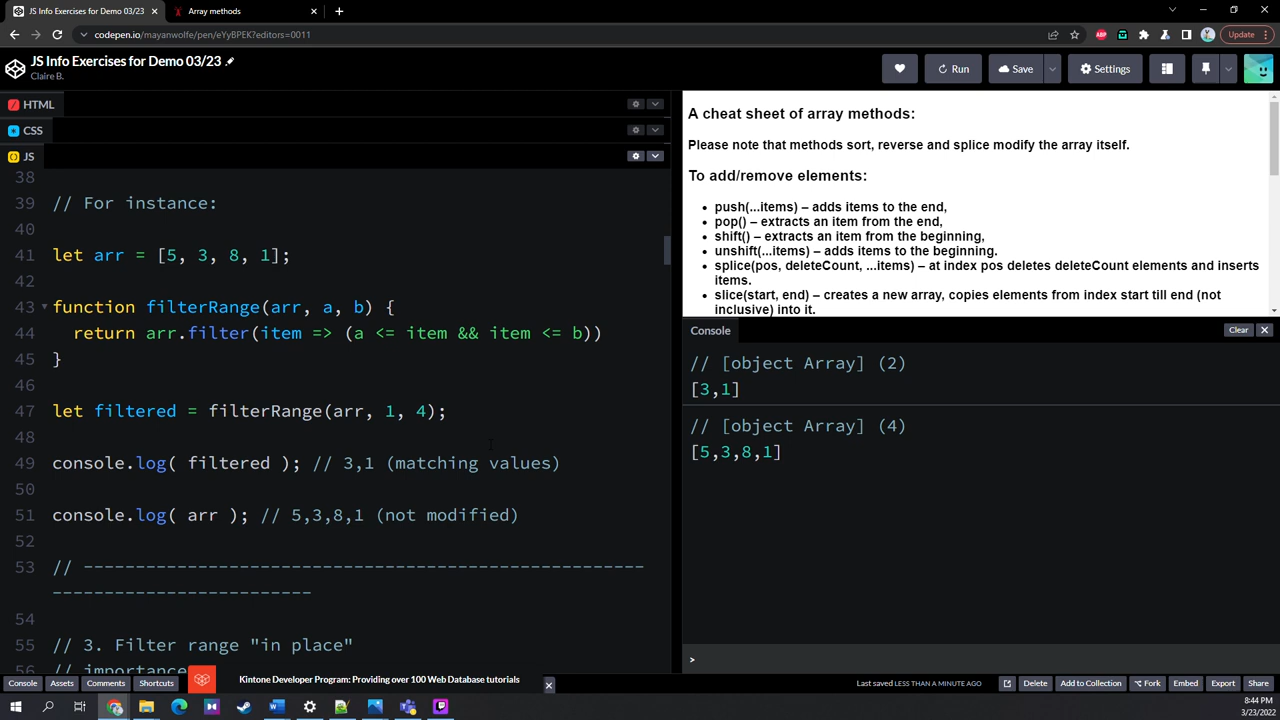 JS Info Exercises for Demo 03/23
Array methods
codepen.io/mayanwolfe/pen/eYyBPEK?editors=0011
ABP
Update
JS Info Exercises for Demo 03/23
Claire B.
Run
Save
Settings
HTML
CSS
JS
38
39 // For instance:
40
41 let arr = [5, 3, 8, 1];
42
43 function filterRange(arr, a, b) {
44 return arr.filter(item => (a <= item && item <= b))
45 }
46
47 let filtered = filterRange(arr, 1, 4);
48
49 console.log( filtered ); // 3,1 (matching values)
50
51 console.log( arr ); // 5,3,8,1 (not modified)
52
53 // ------------------------------------------------------
-------------------------
54
55 // 3. Filter range "in place"
56 // importance
A cheat sheet of array methods:
Please note that methods sort, reverse and splice modify the array itself.
To add/remove elements:
• push(...items) – adds items to the end,
• pop() – extracts an item from the end,
• shift() – extracts an item from the beginning,
• unshift(...items) – adds items to the beginning.
• splice(pos, deleteCount, ...items) – at index pos deletes deleteCount elements and inserts
items.
• slice(start, end) – creates a new array, copies elements from index start till end (not
inclusive) into it.
Console
Clear
// [object Array] (2)
[3,1]
// [object Array] (4)
[5,3,8,1]
>
Console
Assets
Comments
Shortcuts
Kintone Developer Program: Providing over 100 Web Database tutorials
Last saved LESS THAN A MINUTE AGO
Delete
Add to Collection
Fork
Embed
Export
Share
8:44 PM
3/23/2022